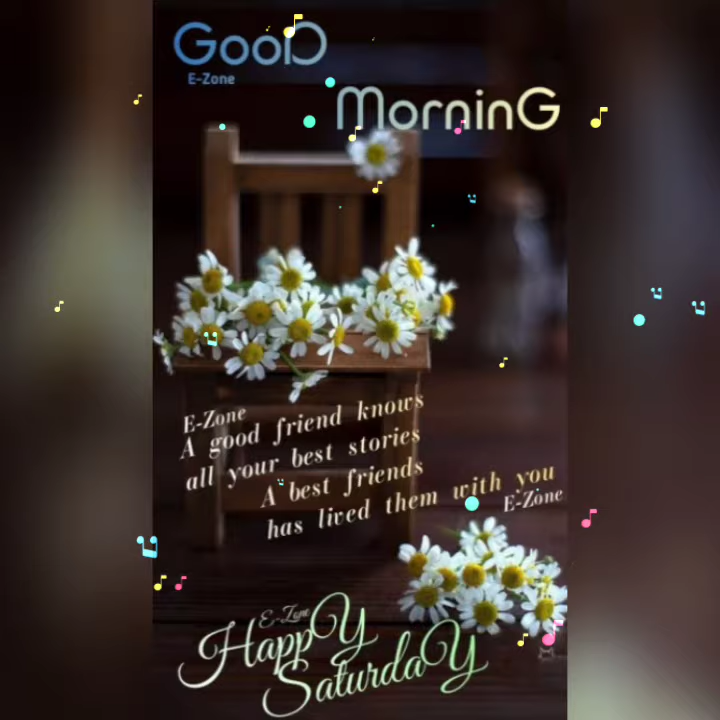 GooD
E-Zone
MorninG
E-Zone
A good friend knows
all your best stories
A best friends
has lived them with you
E-Zone
E-Zone
HappY
SaturdaY